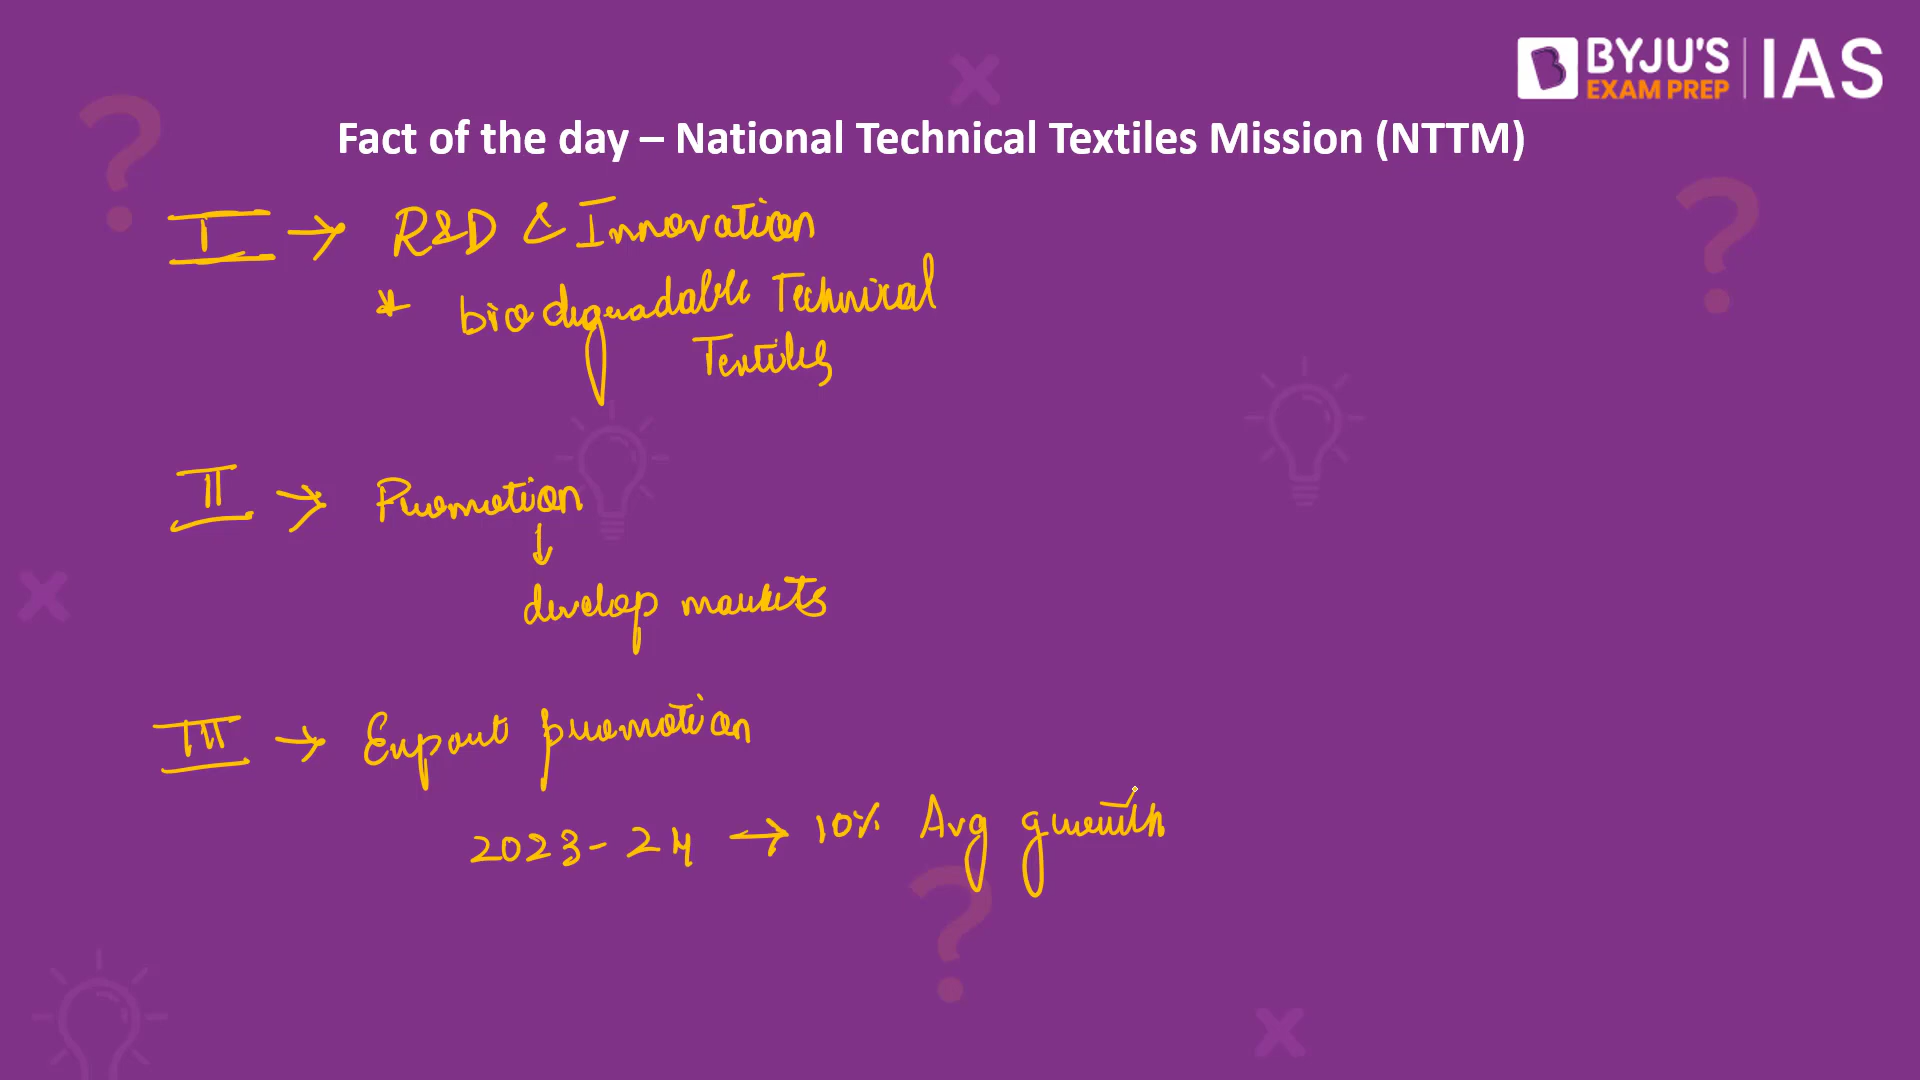 BYJU'S
EXAM PREP
IAS
Fact of the day – National Technical Textiles Mission (NTTM)
I → R&D & Innovation
* biodegradable Technical
Textiles
II → Promotion
↓
develop markets
III → Export promotion
2023-24 → 10% Avg growth